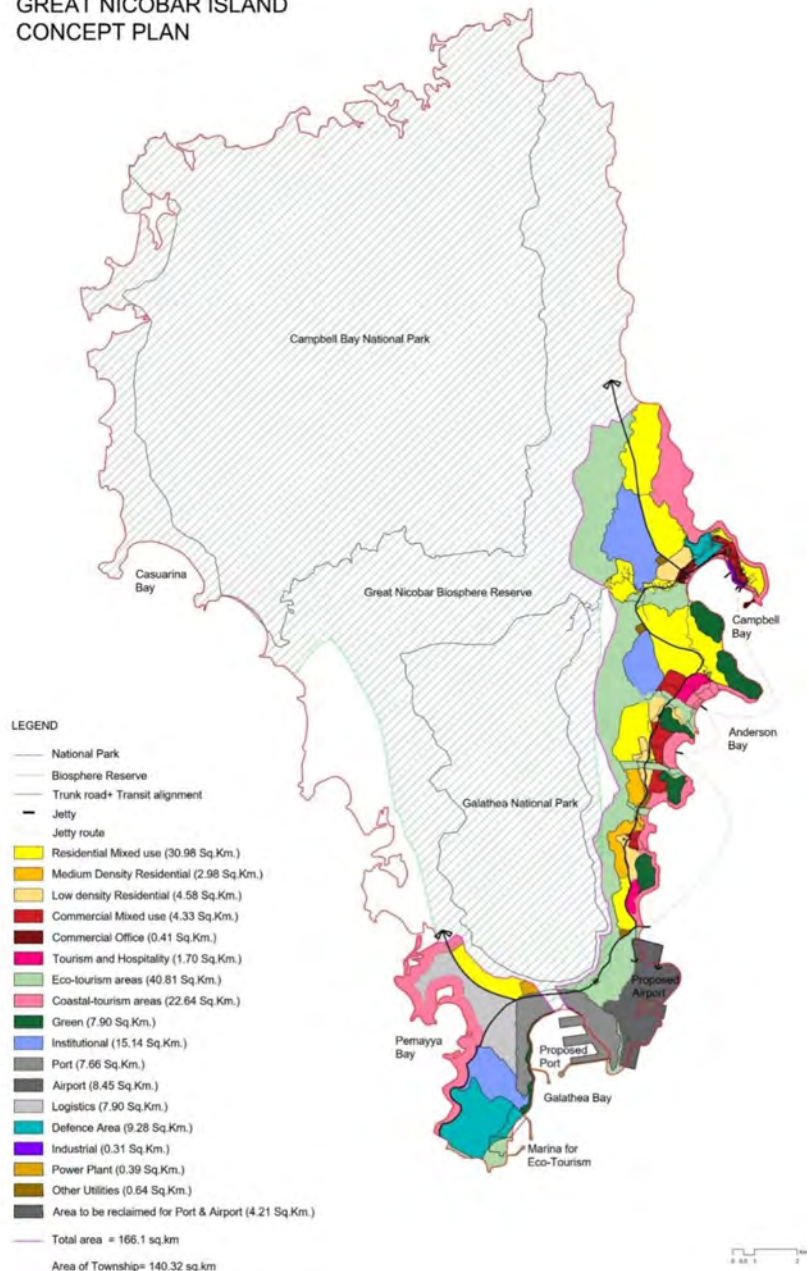 GREAT NICOBAR ISLAND
CONCEPT PLAN
Campbell Bay National Park
Casuarina
Bay
Great Nicobar Biosphere Reserve
Campbell
Bay
Anderson
Bay
Galathea National Park
Proposed
Airport
Pemayya
Bay
Proposed
Port
Galathea Bay
Marina for
Eco-Tourism
LEGEND
National Park
Biosphere Reserve
Trunk road+ Transit alignment
Jetty
Jetty route
Residential Mixed use (30.98 Sq.Km.)
Medium Density Residential (2.98 Sq.Km.)
Low density Residential (4.58 Sq.Km.)
Commercial Mixed use (4.33 Sq.Km.)
Commercial Office (0.41 Sq.Km.)
Tourism and Hospitality (1.70 Sq.Km.)
Eco-tourism areas (40.81 Sq.Km.)
Coastal-tourism areas (22.64 Sq.Km.)
Green (7.90 Sq.Km.)
Institutional (15.14 Sq.Km.)
Port (7.66 Sq.Km.)
Airport (8.45 Sq.Km.)
Logistics (7.90 Sq.Km.)
Defence Area (9.28 Sq.Km.)
Industrial (0.31 Sq.Km.)
Power Plant (0.39 Sq.Km.)
Other Utilities (0.64 Sq.Km.)
Area to be reclaimed for Port & Airport (4.21 Sq.Km.)
Total area = 166.1 sq.km
Area of Township= 140.32 sq.km